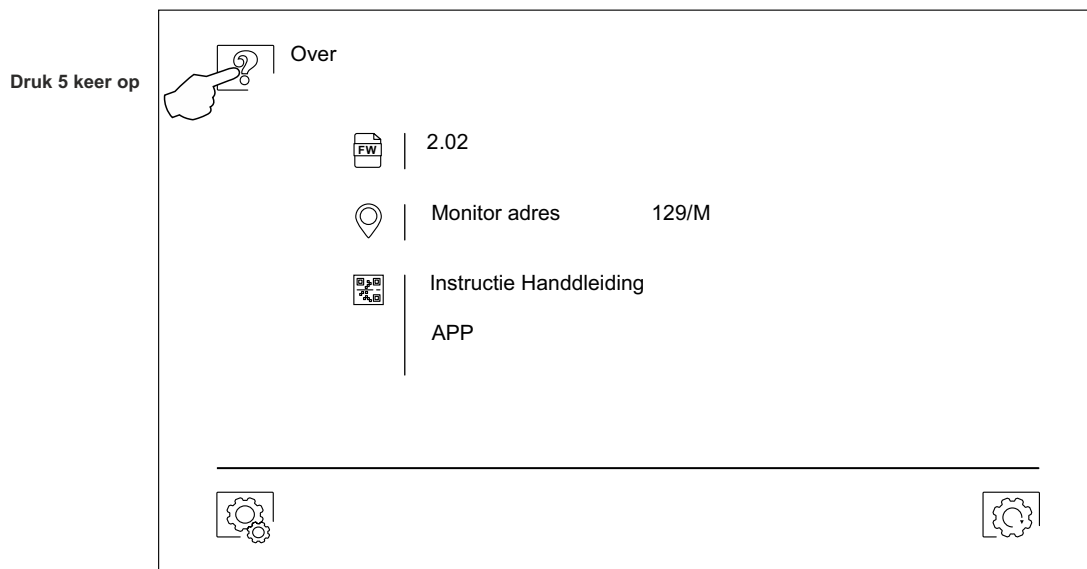 Over
Druk 5 keer op
FW
2.02
Monitor adres 129/M
Instructie Handdleiding
APP